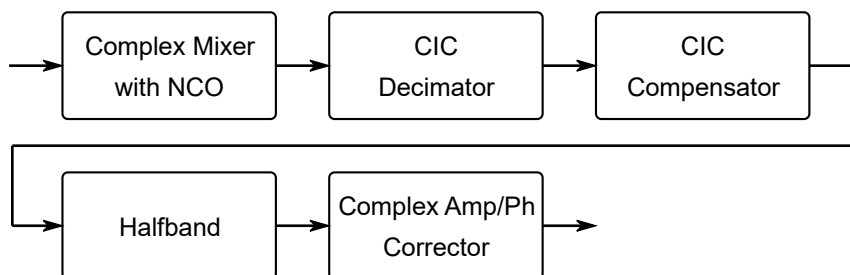 Complex Mixer
with NCO
CIC
Decimator
CIC
Compensator
Halfband
Complex Amp/Ph
Corrector